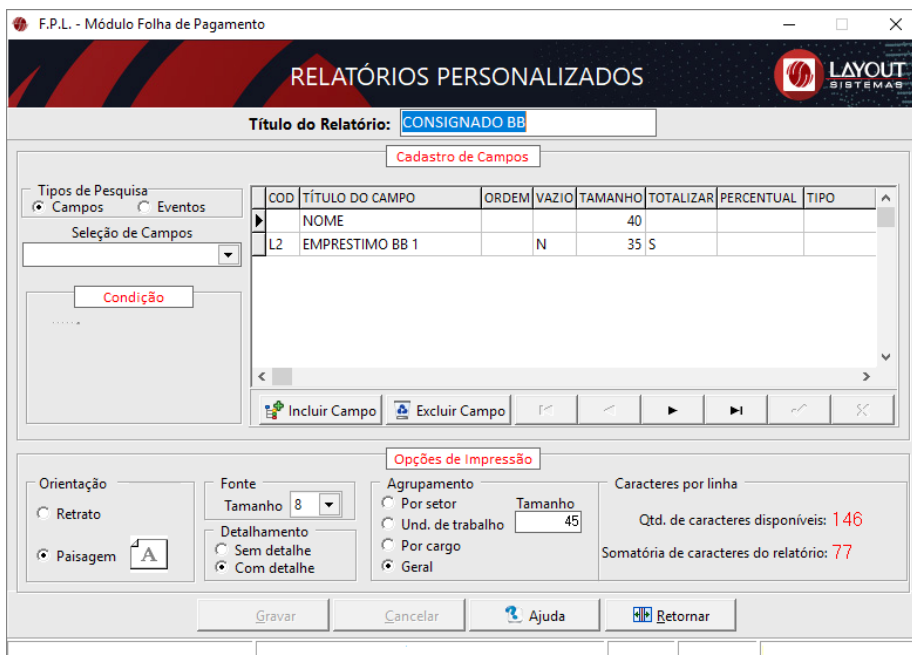 F.P.L. - Módulo Folha de Pagamento
RELATÓRIOS PERSONALIZADOS
LAYOUT
SISTEMAS
Título do Relatório: CONSIGNADO BB
Cadastro de Campos
Tipos de Pesquisa
Campos Eventos
Seleção de Campos
Condição
COD TÍTULO DO CAMPO ORDEM VAZIO TAMANHO TOTALIZAR PERCENTUAL TIPO
NOME 40
L2 EMPRESTIMO BB 1 N 35 S
Incluir Campo Excluir Campo
Opções de Impressão
Orientação
Retrato
Paisagem A
Fonte
Tamanho 8
Detalhamento
Sem detalhe
Com detalhe
Agrupamento
Por setor Tamanho
Und. de trabalho 45
Por cargo
Geral
Caracteres por linha
Qtd. de caracteres disponíveis: 146
Somatória de caracteres do relatório: 77
Gravar Cancelar Ajuda Retornar